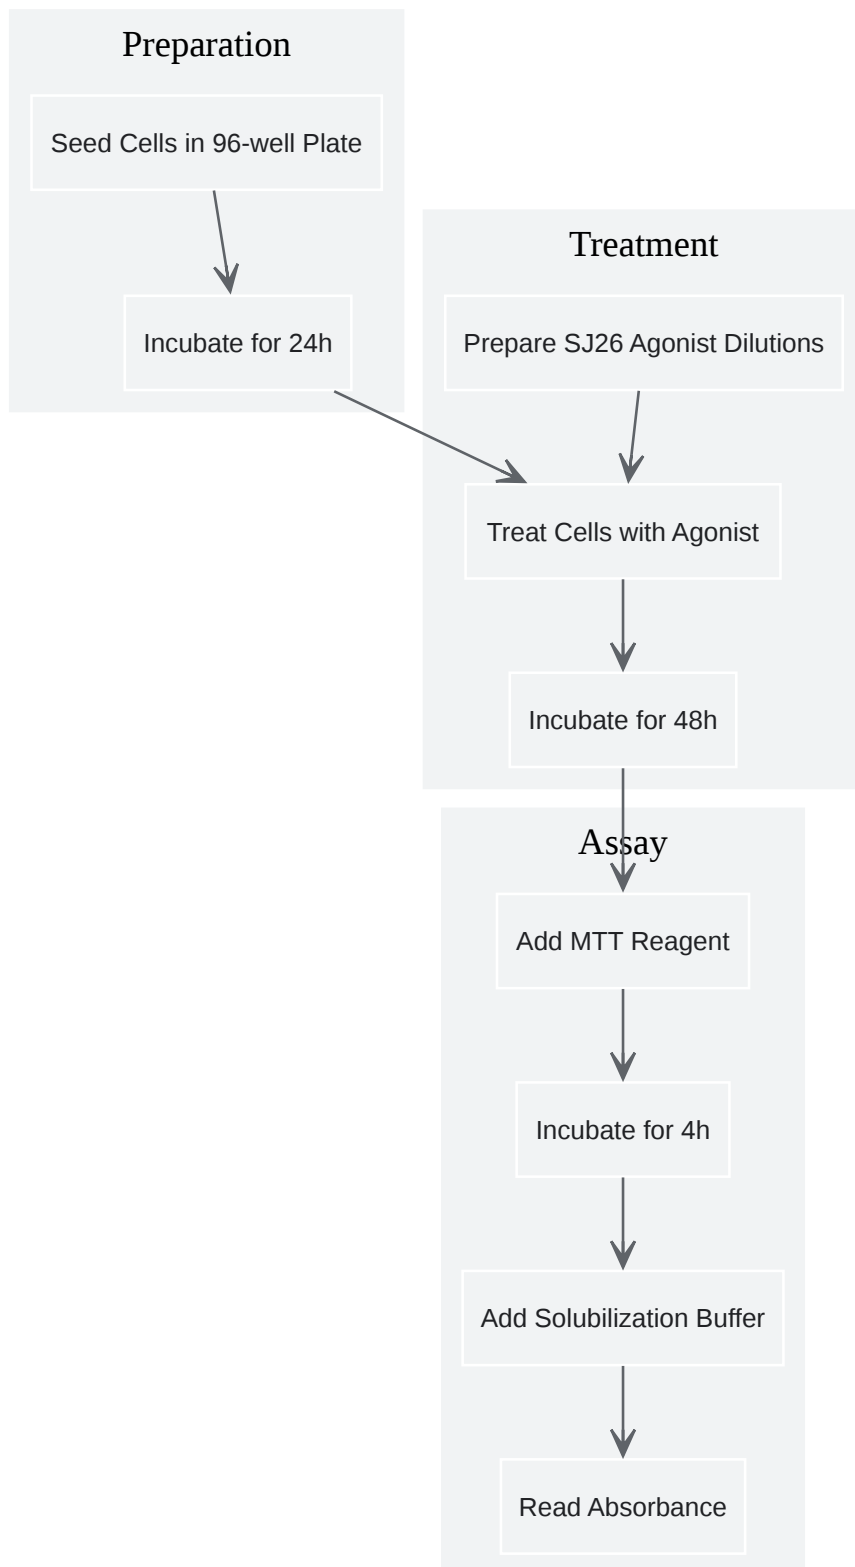 Preparation
Seed Cells in 96-well Plate
Incubate for 24h
Treatment
Prepare SJ26 Agonist Dilutions
Treat Cells with Agonist
Incubate for 48h
Assay
Add MTT Reagent
Incubate for 4h
Add Solubilization Buffer
Read Absorbance